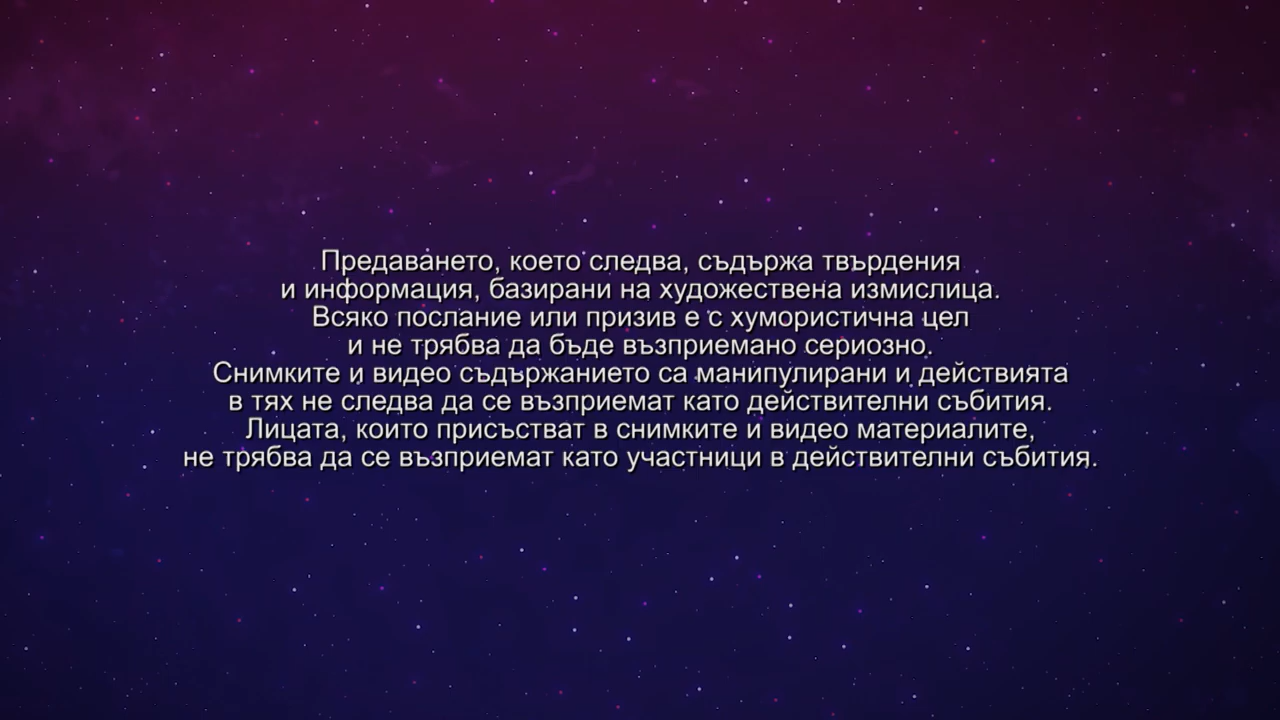 Предаването, което следва, съдържа твърдения
и информация, базирани на художествена измислица.
Всяко послание или призив е с хумористична цел
и не трябва да бъде възприемано сериозно.
Снимките и видео съдържанието са манипулирани и действията
в тях не следва да се възприемат като действителни събития.
Лицата, които присъстват в снимките и видео материалите,
не трябва да се възприемат като участници в действителни събития.